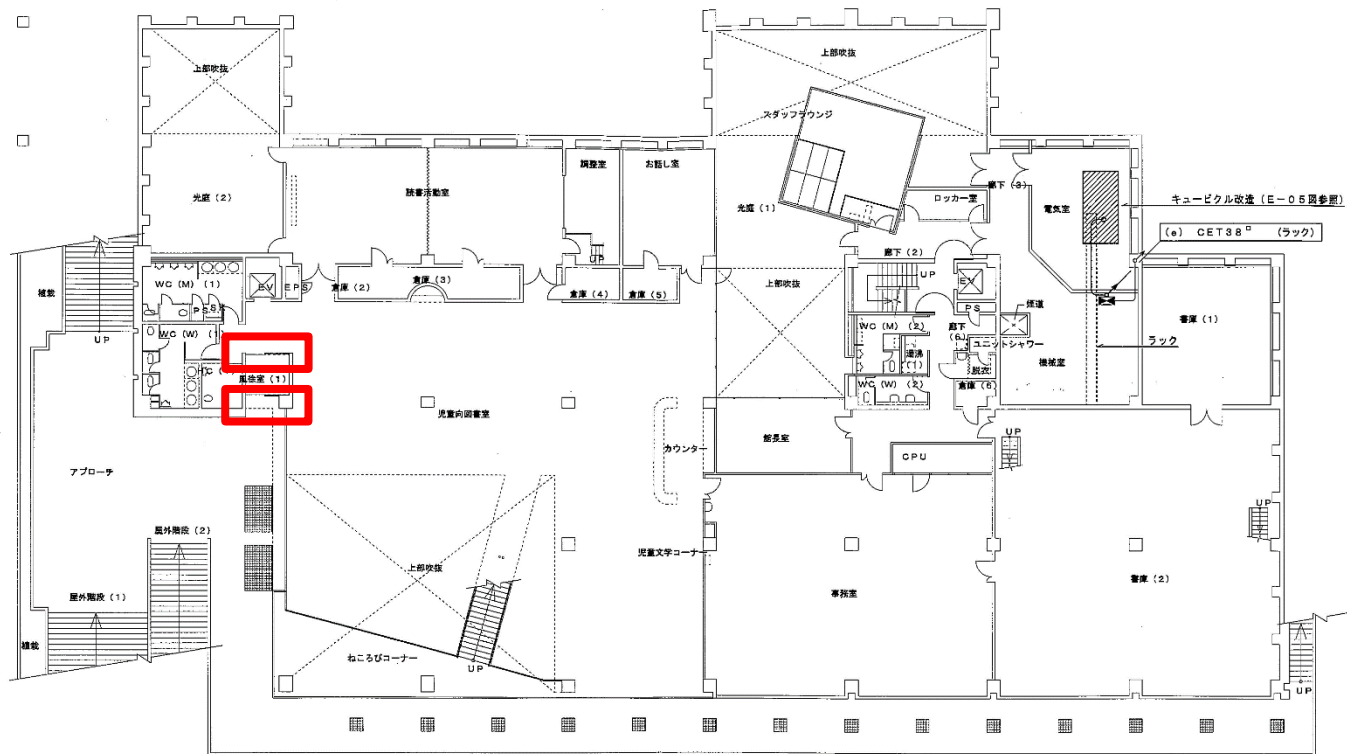 上部吹抜
スタッフラウンジ
調整室
お話し室
読書活動室
光庭（2）
光庭（1）
ロッカー室
廊下（3）
電気室
キュービクル改造（E－05図参照）
（e） CET38□ （ラック）
植栽
UP
WC（M）（1）
PS
EV
EPS
倉庫（2）
倉庫（3）
倉庫（4）
倉庫（5）
上部吹抜
廊下（2）
UP
EV
PS
煙道
書庫（1）
WC（W）（1）
WC（M）（2）
廊下
（6）
ユニットシャワー
ラック
湯沸
（1）
機械室
脱衣
風除室（1）
WC（W）（2）
倉庫（6
児童向図書室
館長室
カウンター
CPU
UP
アプローチ
屋外階段（2）
UP
児童文学コーナー
上部吹抜
書庫（2）
事務室
屋外階段（1）
植栽
ねころびコーナー
UP
UP